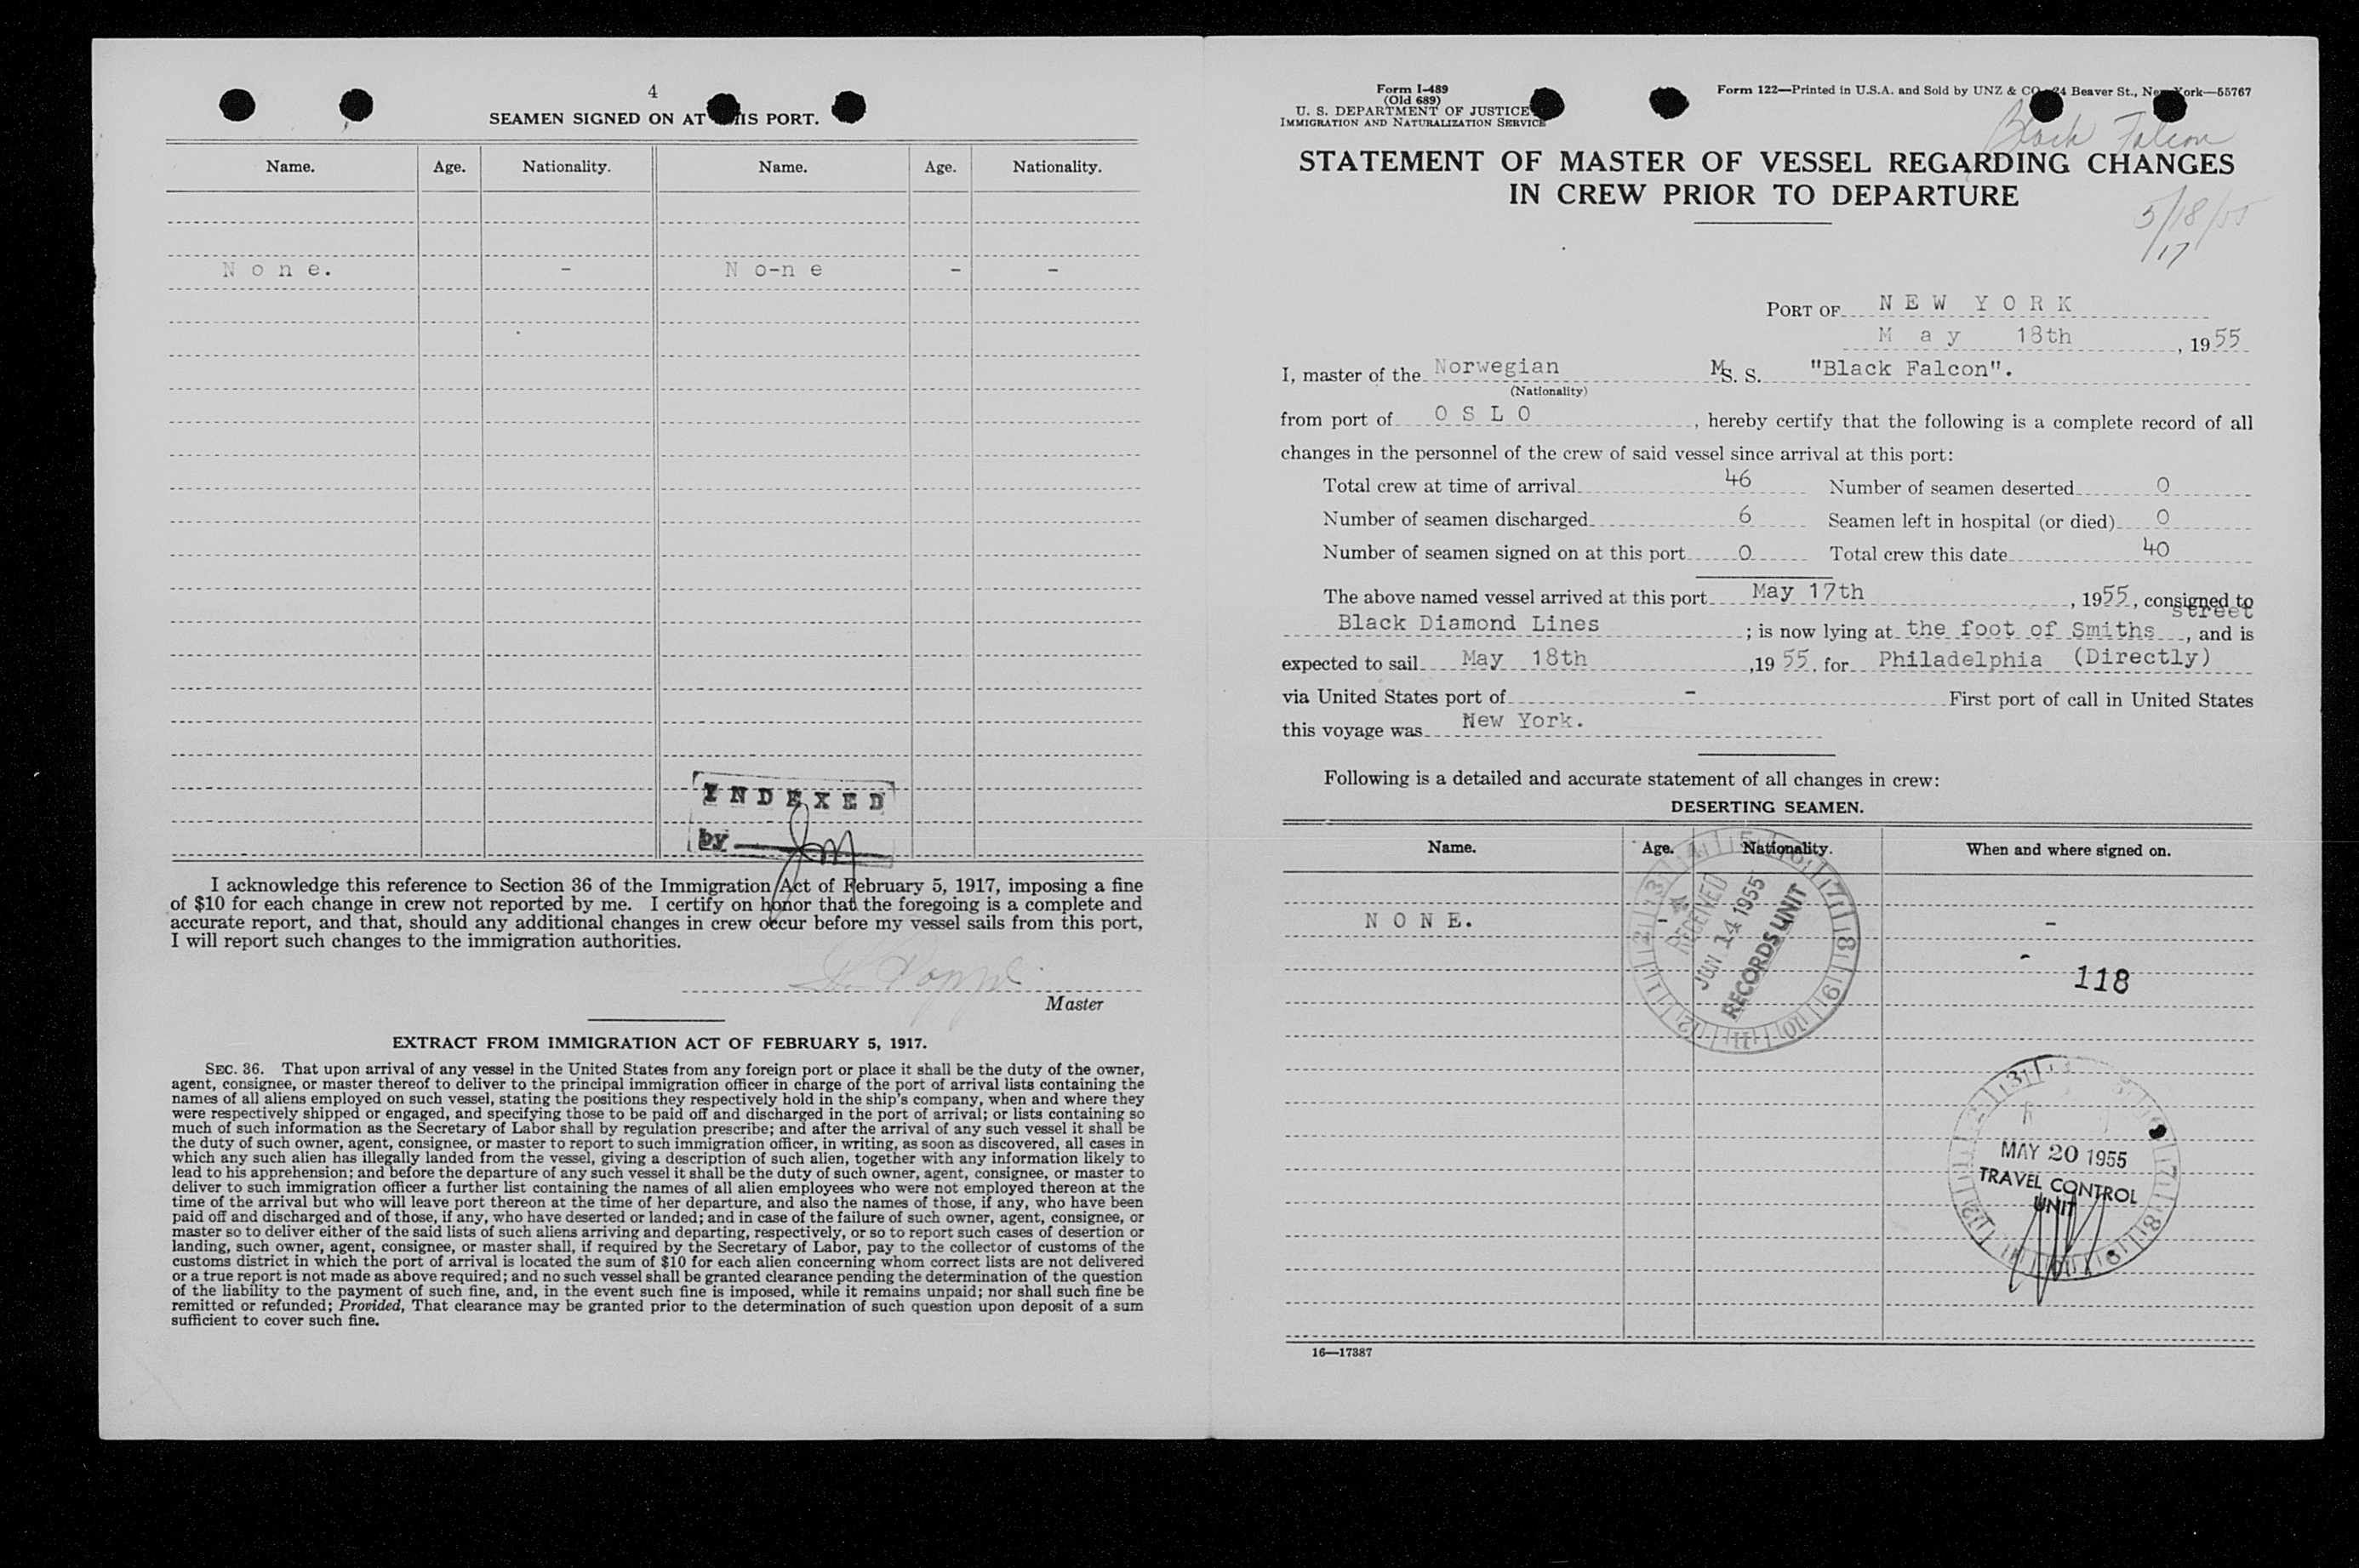 4
SEAMEN SIGNED ON AT THIS PORT.
Name. Age. Nationality. Name. Age. Nationality.
N o n e. - N o-n e - -
INDEXED
by
I acknowledge this reference to Section 36 of the Immigration Act of February 5, 1917, imposing a fine
of $10 for each change in crew not reported by me. I certify on honor that the foregoing is a complete and
accurate report, and that, should any additional changes in crew occur before my vessel sails from this port,
I will report such changes to the immigration authorities.
Master
EXTRACT FROM IMMIGRATION ACT OF FEBRUARY 5, 1917.
SEC. 36. That upon arrival of any vessel in the United States from any foreign port or place it shall be the duty of the owner,
agent, consignee, or master thereof to deliver to the principal immigration officer in charge of the port of arrival lists containing the
names of all aliens employed on such vessel, stating the positions they respectively hold in the ship's company, when and where they
were respectively shipped or engaged, and specifying those to be paid off and discharged in the port of arrival; or lists containing so
much of such information as the Secretary of Labor shall by regulation prescribe; and after the arrival of any such vessel it shall be
the duty of such owner, agent, consignee, or master to report to such immigration officer, in writing, as soon as discovered, all cases in
which any such alien has illegally landed from the vessel, giving a description of such alien, together with any information likely to
lead to his apprehension; and before the departure of any such vessel it shall be the duty of such owner, agent, consignee, or master to
deliver to such immigration officer a further list containing the names of all alien employees who were not employed thereon at the
time of the arrival but who will leave port thereon at the time of her departure, and also the names of those, if any, who have been
paid off and discharged and of those, if any, who have deserted or landed; and in case of the failure of such owner, agent, consignee, or
master so to deliver either of the said lists of such aliens arriving and departing, respectively, or so to report such cases of desertion or
landing, such owner, agent, consignee, or master shall, if required by the Secretary of Labor, pay to the collector of customs of the
customs district in which the port of arrival is located the sum of $10 for each alien concerning whom correct lists are not delivered
or a true report is not made as above required; and no such vessel shall be granted clearance pending the determination of the question
of the liability to the payment of such fine, and, in the event such fine is imposed, while it remains unpaid; nor shall such fine be
remitted or refunded; Provided, That clearance may be granted prior to the determination of such question upon deposit of a sum
sufficient to cover such fine.
Form I-489
(Old 689)
U. S. DEPARTMENT OF JUSTICE
IMMIGRATION AND NATURALIZATION SERVICE
Form 122—Printed in U.S.A. and Sold by UNZ & CO. 24 Beaver St., New York—55767
Black Falcon
STATEMENT OF MASTER OF VESSEL REGARDING CHANGES
IN CREW PRIOR TO DEPARTURE
5/18/55
/17
PORT OF N E W Y O R K
M a y 18th, 1955
I, master of the Norwegian MS. S. "Black Falcon".
(Nationality)
from port of O S L O, hereby certify that the following is a complete record of all
changes in the personnel of the crew of said vessel since arrival at this port:
Total crew at time of arrival 46 Number of seamen deserted 0
Number of seamen discharged 6 Seamen left in hospital (or died) 0
Number of seamen signed on at this port 0 Total crew this date 40
The above named vessel arrived at this port May 17th, 1955, consigned to
street
Black Diamond Lines; is now lying at the foot of Smiths, and is
expected to sail May 18th, 19 55, for Philadelphia (Directly)
via United States port of - First port of call in United States
this voyage was New York.
Following is a detailed and accurate statement of all changes in crew:
DESERTING SEAMEN.
Name. Age. Nationality. When and where signed on.
N O N E. - -
RECEIVED
JUN 14 1955
RECORDS UNIT
118
MAY 20 1955
TRAVEL CONTROL
UNIT
16—17387